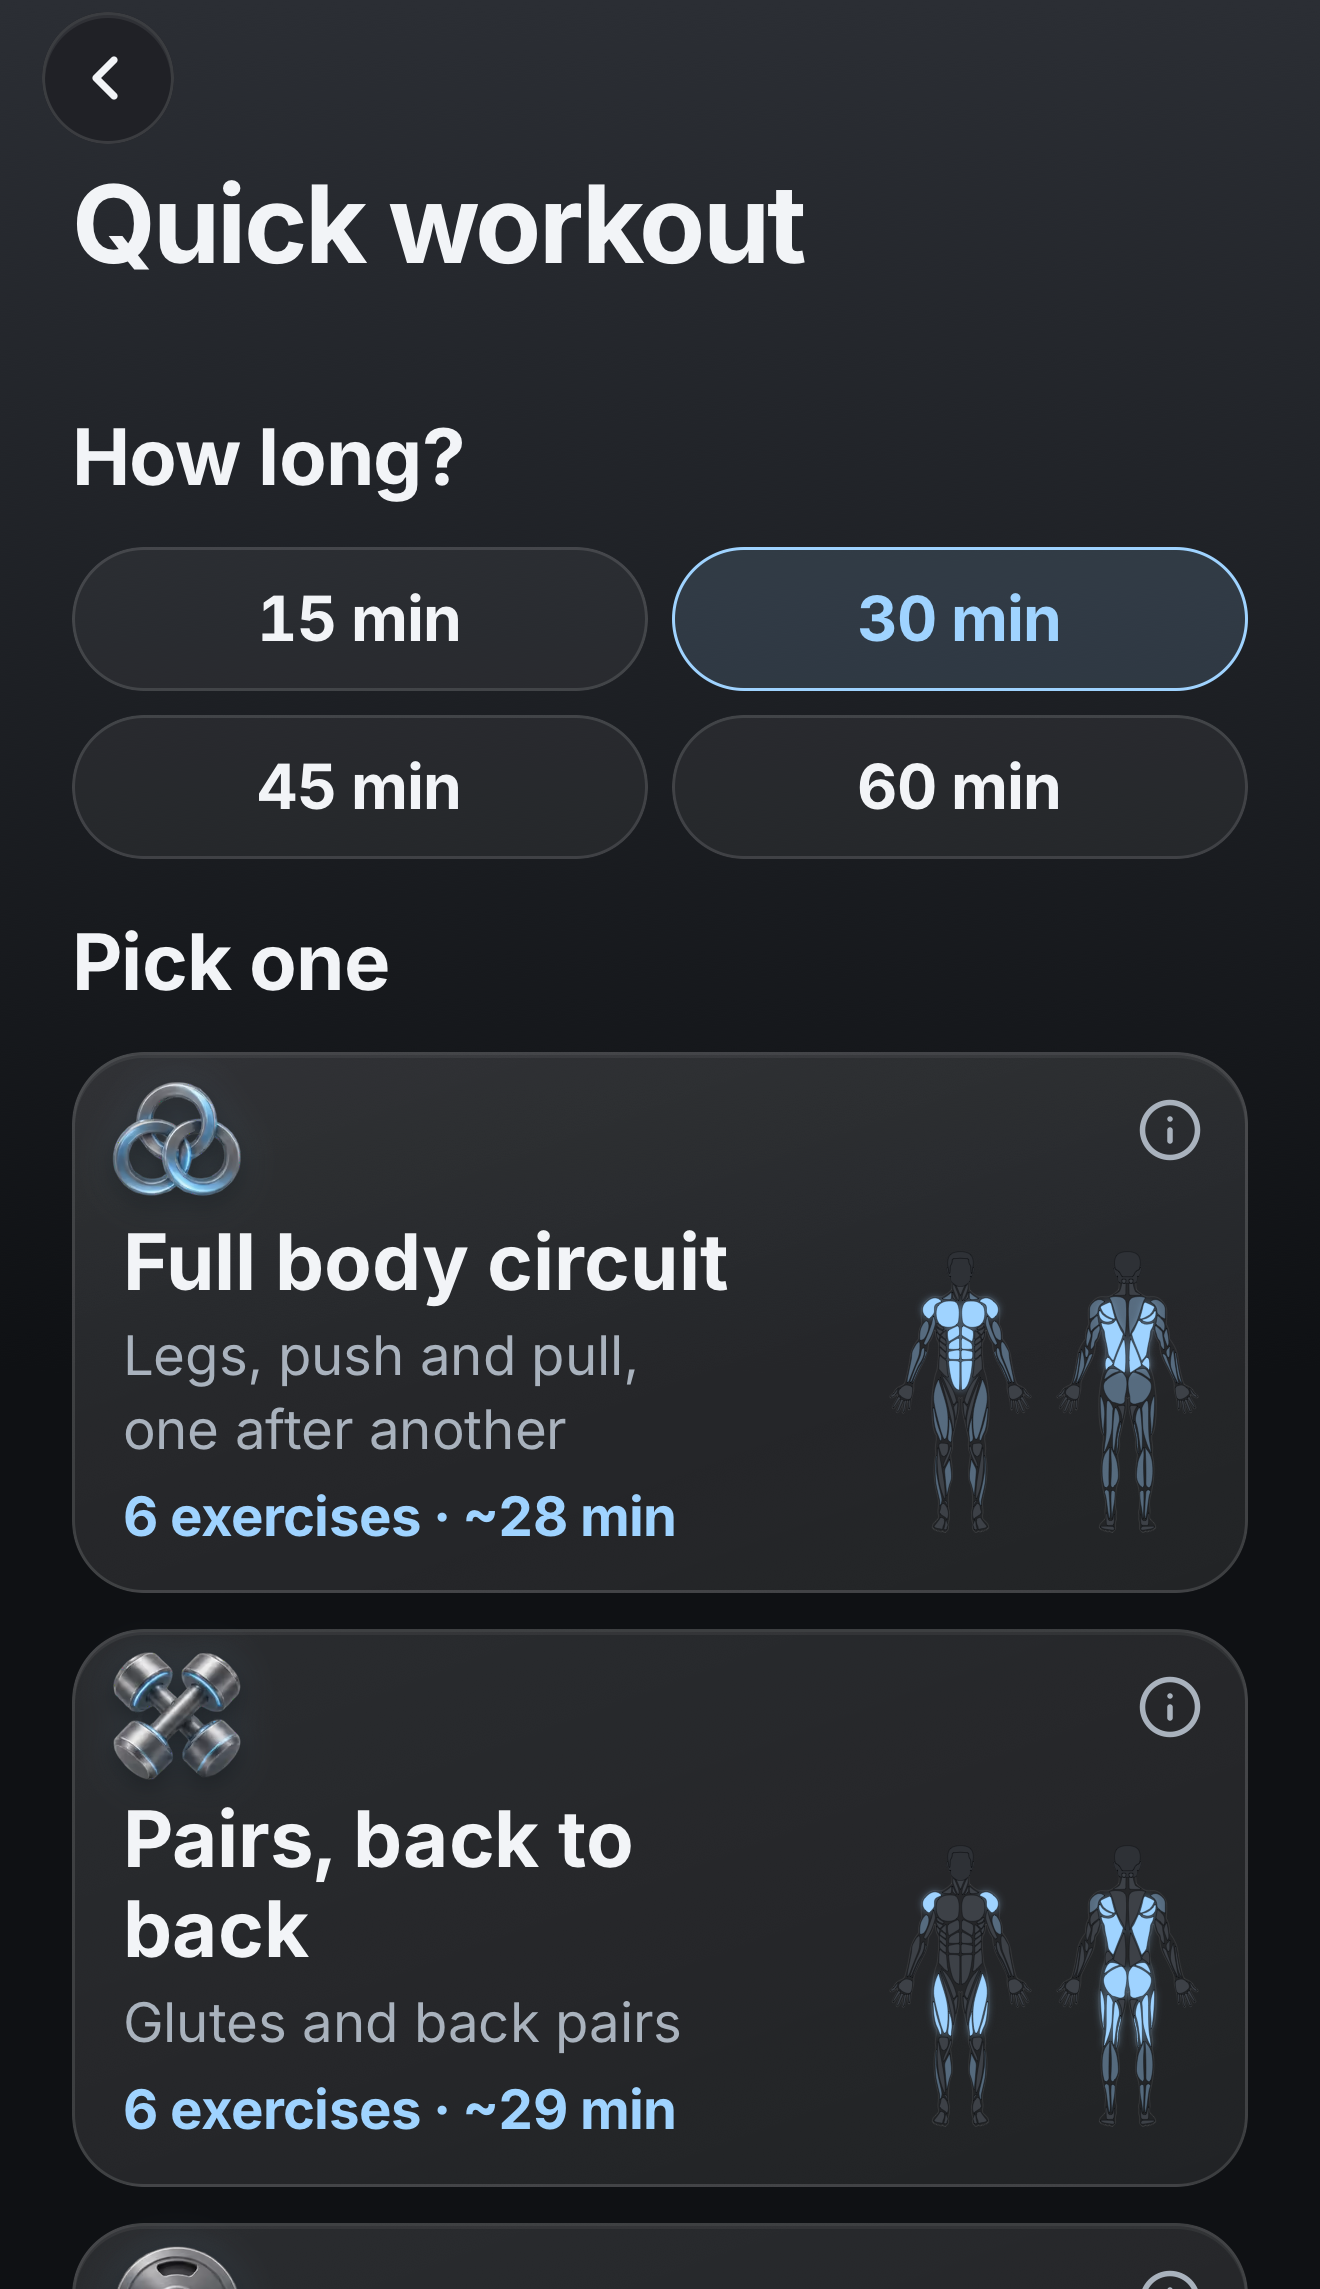 Quick workout
How long?
15 min
30 min
45 min
60 min
Pick one
Full body circuit
Legs, push and pull,
one after another
6 exercises · ~28 min
Pairs, back to
back
Glutes and back pairs
6 exercises · ~29 min